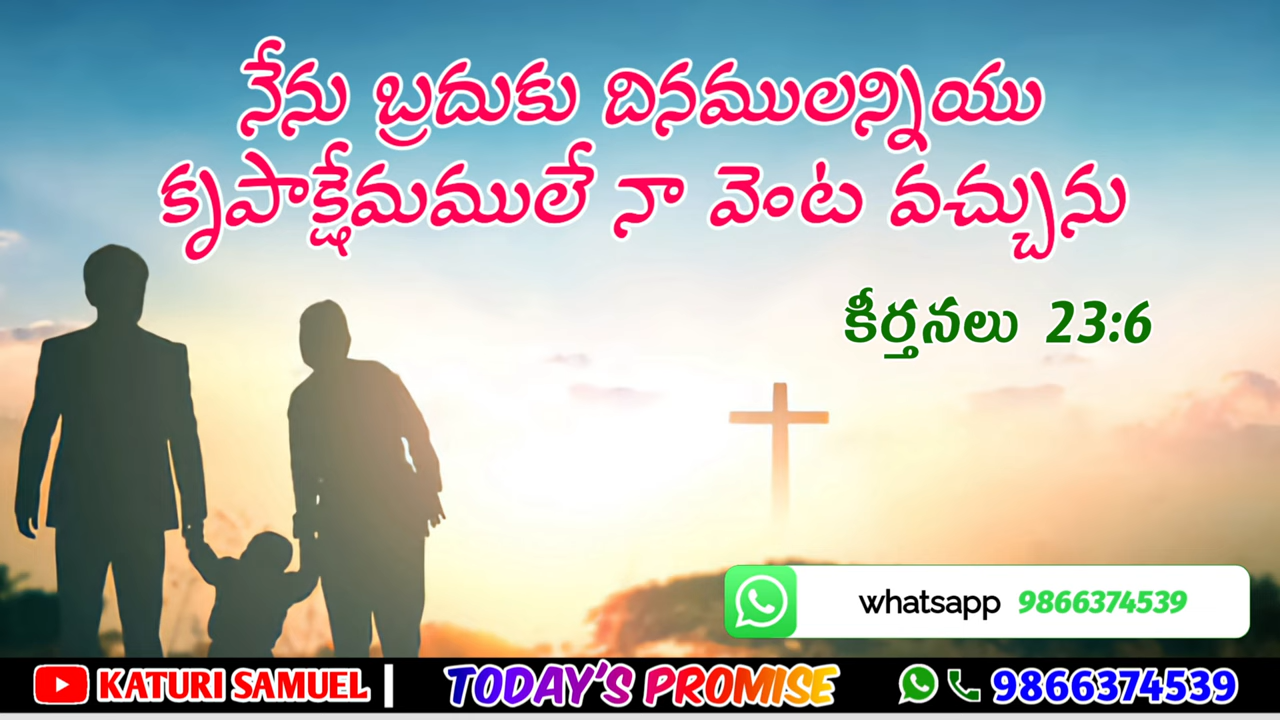 నేను బ్రదుకు దినములన్నియు
కృపాక్షేమములే నా వెంట వచ్చును
కీర్తనలు 23:6
whatsapp 9866374539
KATURI SAMUEL | TODAY'S PROMISE 9866374539